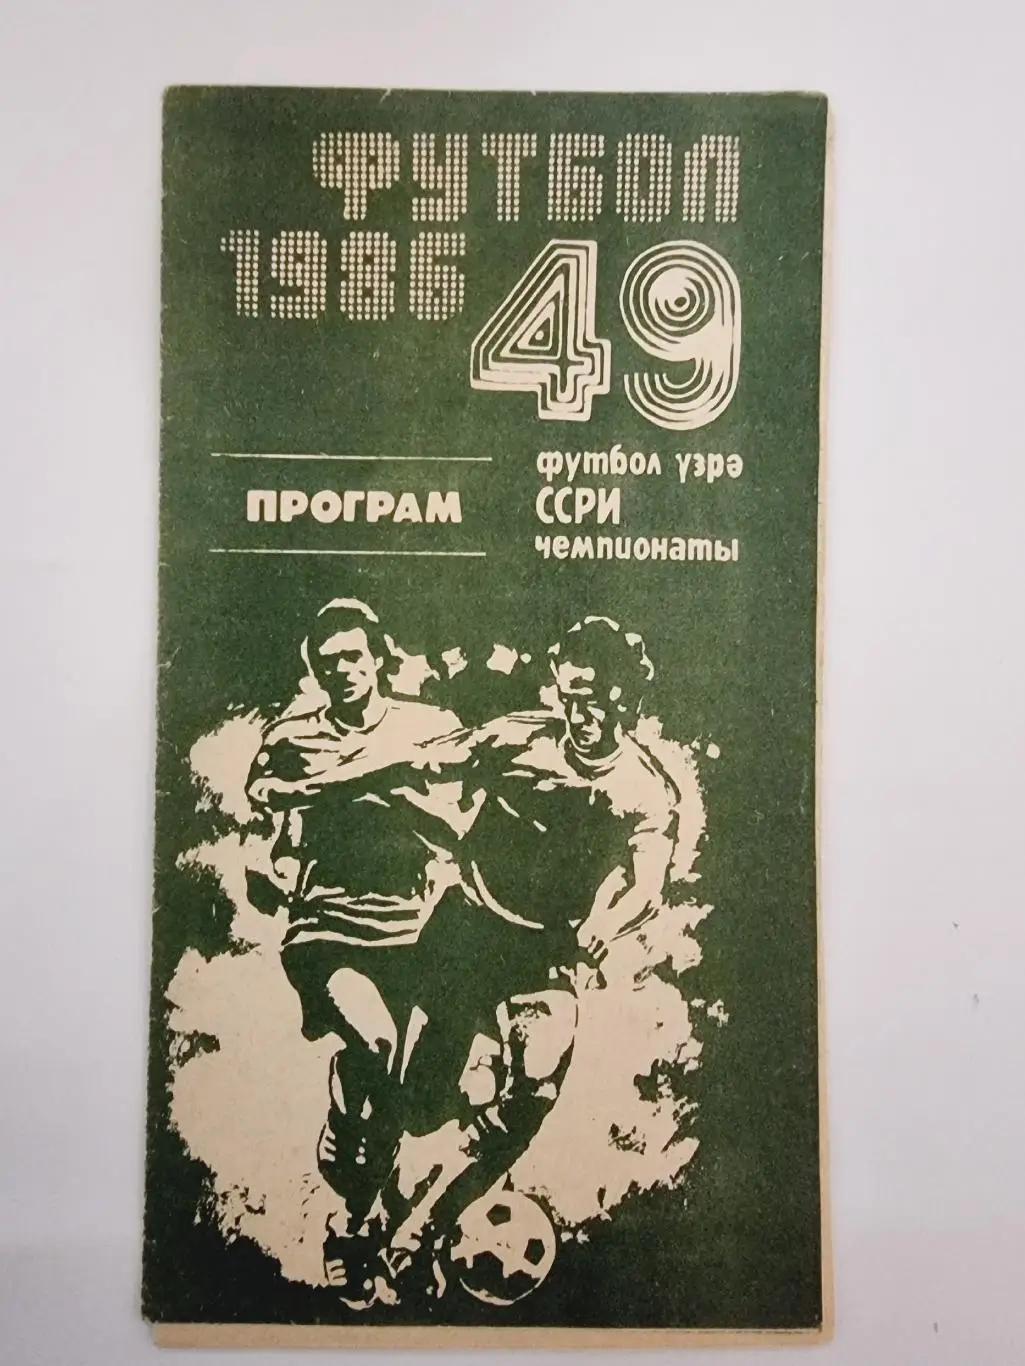 ФУТБОЛ
1986
49
ПРОГРАМ
футбол үзрә
ССРИ
чемпионаты